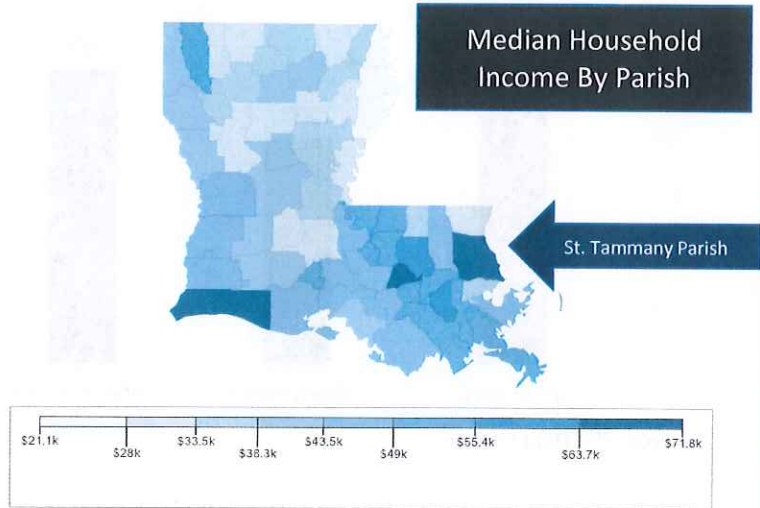 Median Household
Income By Parish
St. Tammany Parish
$21.1k
$28k
$33.5k
$38.3k
$43.5k
$49k
$55.4k
$63.7k
$71.8k